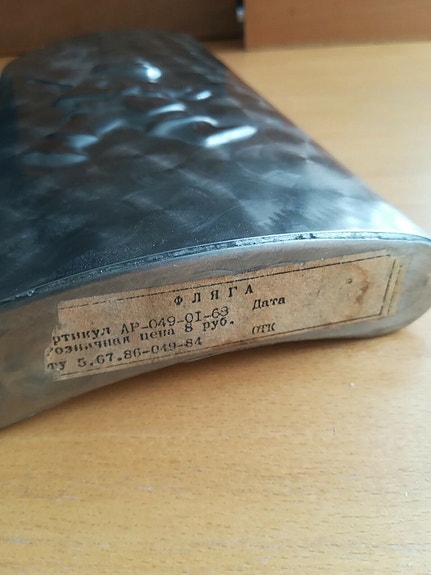 ФЛЯГА
ртикул АР-049-01-63 Дата
розничная цена 8 руб.
ту 5.67.86-049-84 ОТК